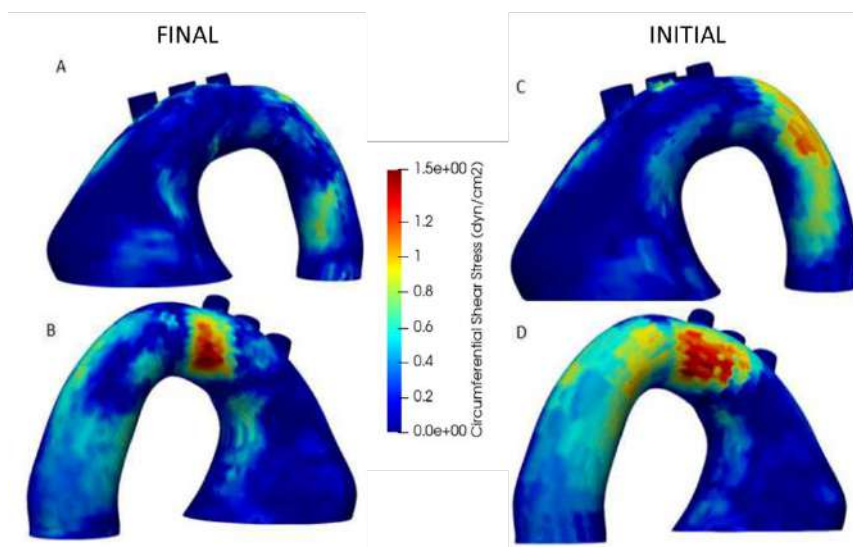 FINAL
INITIAL
A
C
1.5e+00
1.2
1
0.8
0.6
0.4
0.2
0.0e+00
Circumferential Shear Stress (dyn/cm2)
B
D